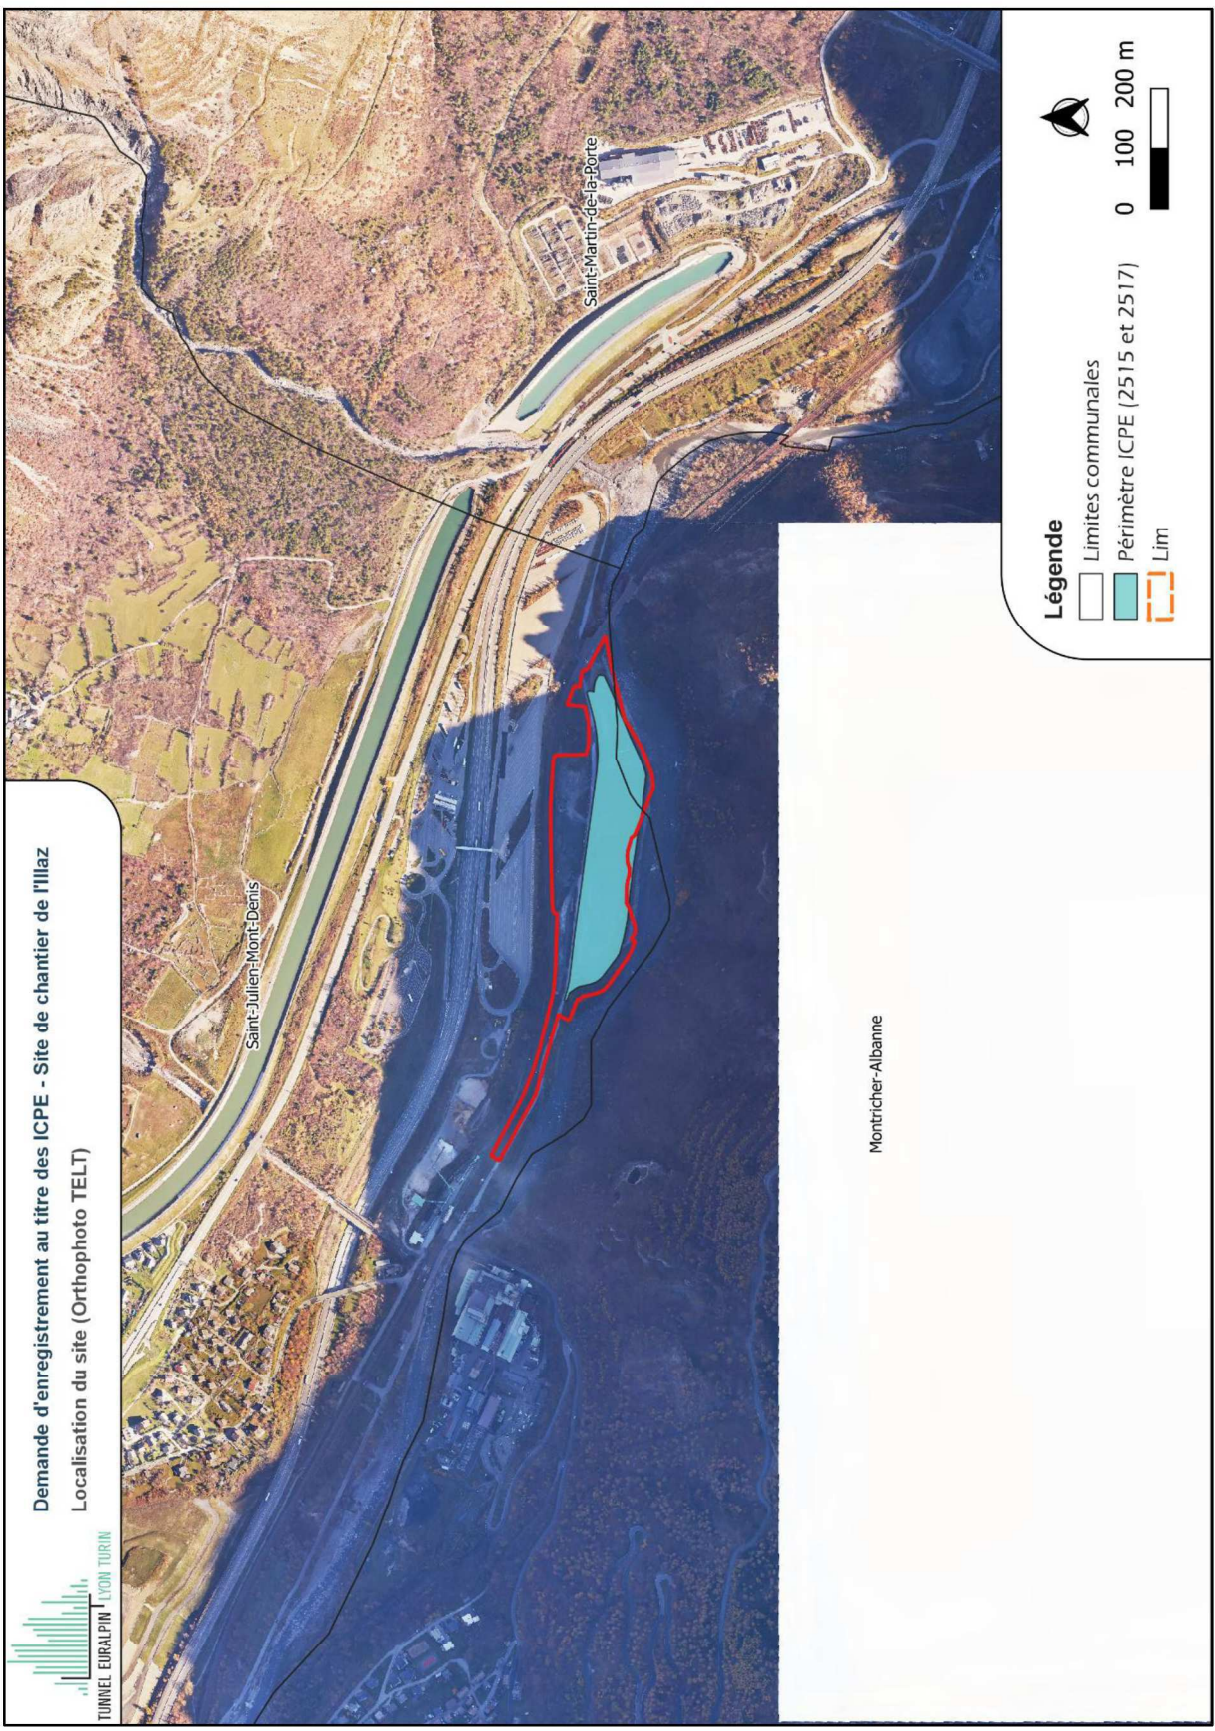 Demande d'enregistrement au titre des ICPE - Site de chantier de l'Illaz
Localisation du site (Orthophoto TELT)
TUNNEL EURALPIN LYON TURIN
Saint-Julien-Mont-Denis
Saint-Martin-de-la-Porte
Montricher-Albanne
Légende
Limites communales
Périmètre ICPE (2515 et 2517)
Lim
0 100 200 m